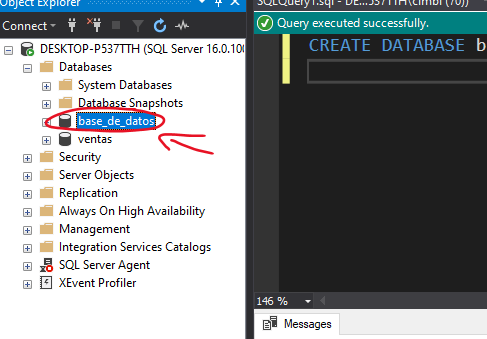 Object Explorer
Connect
DESKTOP-P537TTH (SQL Server 16.0.100
Databases
System Databases
Database Snapshots
base_de_datos
ventas
Security
Server Objects
Replication
Always On High Availability
Management
Integration Services Catalogs
SQL Server Agent
XEvent Profiler
SQLQuery1.sql - DE...537TTH\(cimbi (70))
Query executed successfully.
CREATE DATABASE b
146 %
Messages